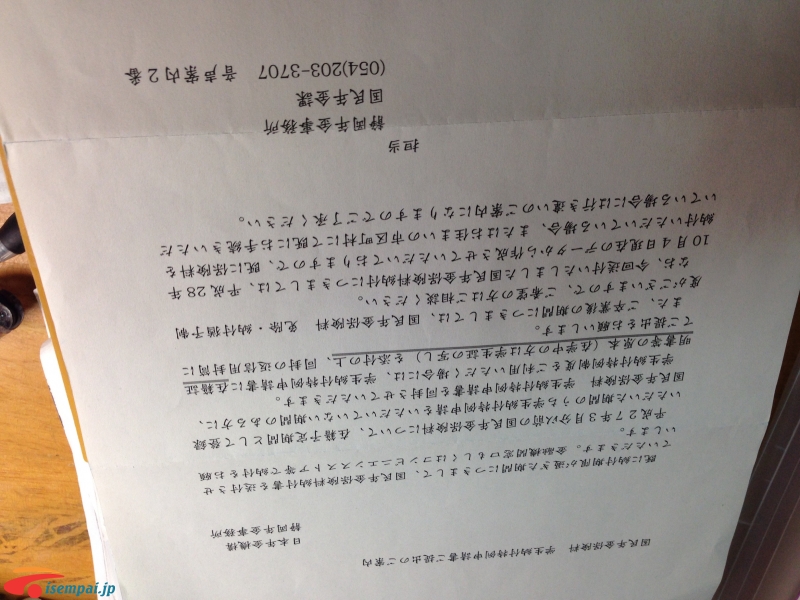 国民年金保険料　学生納付特例申請書ご提出のご案内
日本年金機構
静岡年金事務所
既に納付期限が過ぎた期間につきまして、国民年金保険料納付書を送付させ
ていただきます。金融機関窓口もしくはコンビニエンスストア等で納付をお願
いします。
平成２７年３月分以前の国民年金保険料について、在籍予定期間として登録
いただいた期間のうち学生納付特例申請をいただいていない期間のある方に、
国民年金保険料　学生納付特例申請書を同封させていただきます。
学生納付特例制度をご利用いただく場合には、学生納付特例申請書に在籍証
明書等の原本（在学中の方は学生証の写し）を添付の上、同封の返信用封筒に
てご提出をお願いします。
また、ご卒業後の期間につきましては、国民年金保険料　免除・納付猶予制
度がございますので、ご希望の方はご相談ください。
なお、今回送付いたしました国民年金保険料納付書につきましては、平成28年
10月4日現在のデータから作成させていただいておりますので、既に保険料を
納付いただいている場合、またはお住まいの市区町村にて既にお手続きいただ
いている場合には行き違いのご案内になりますのでご了承ください。
担当
静岡年金事務所
国民年金課
(054)203-3707　音声案内２番
isempai.jp